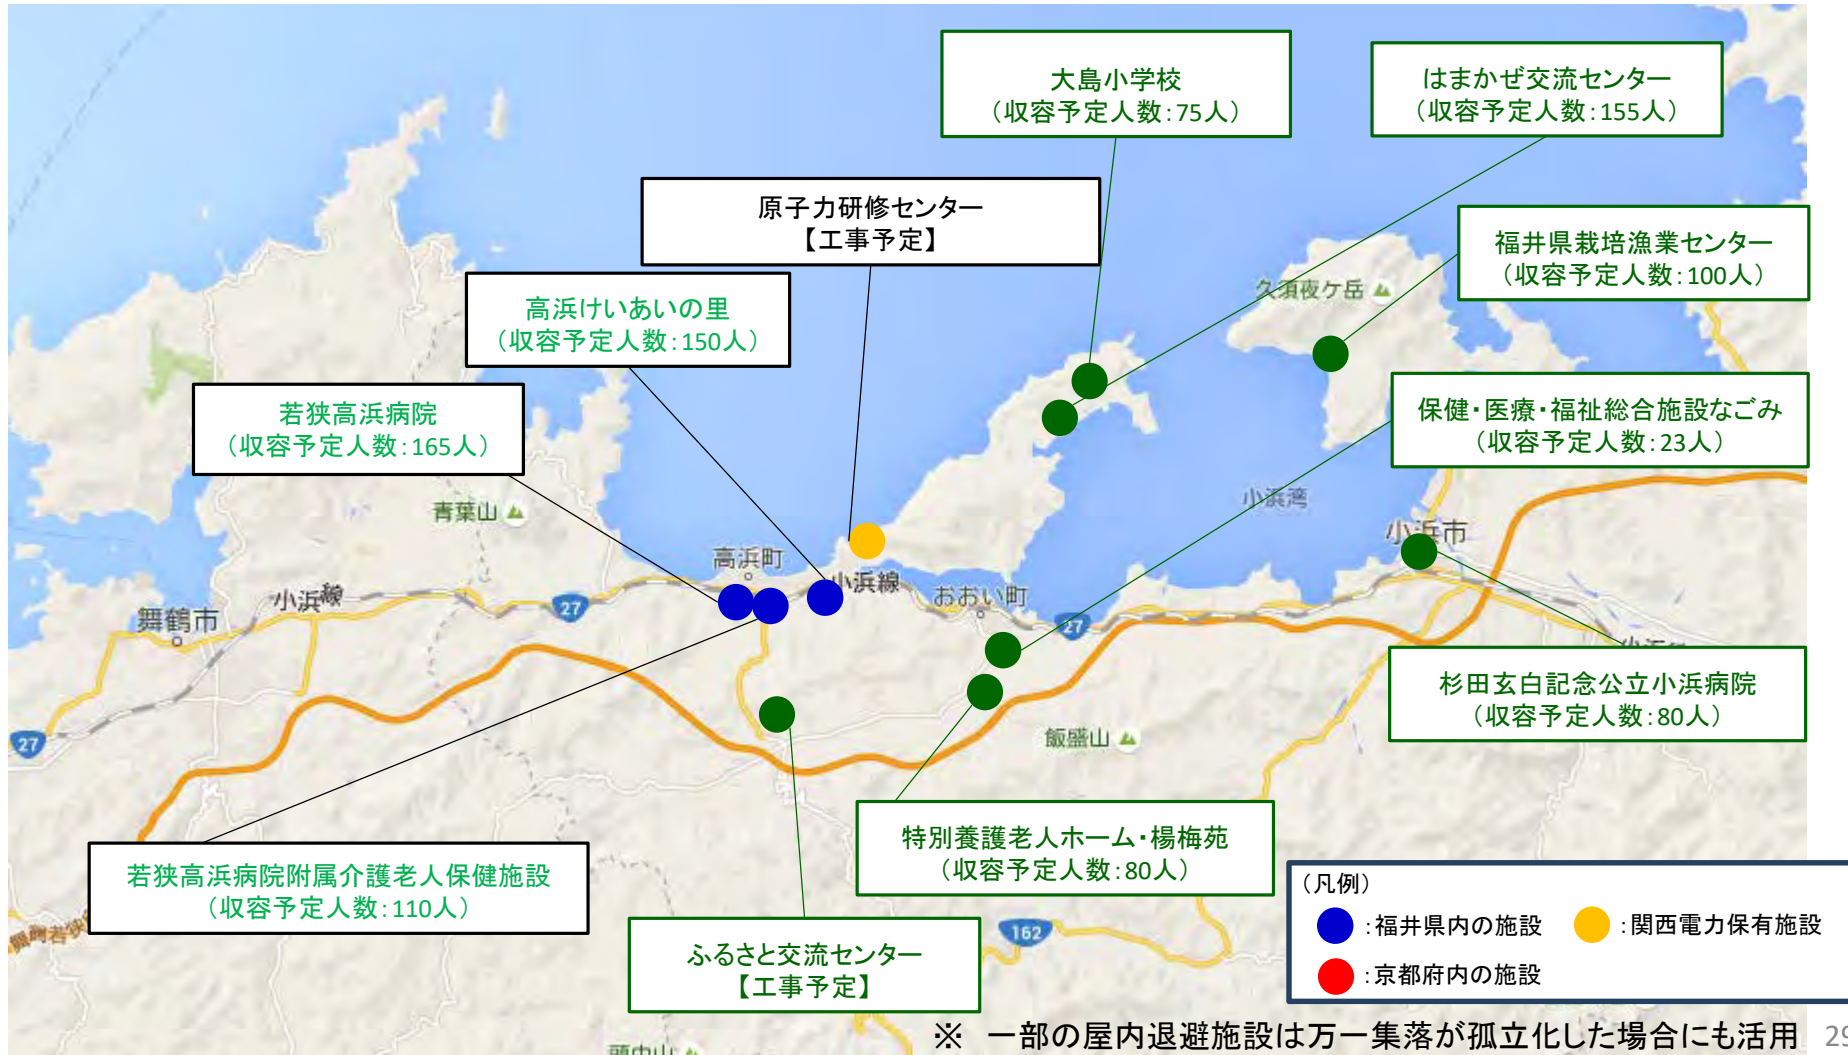 大島小学校
（収容予定人数：75人）
はまかぜ交流センター
（収容予定人数：155人）
原子力研修センター
【工事予定】
福井県栽培漁業センター
（収容予定人数：100人）
久須夜ケ岳
高浜けいあいの里
（収容予定人数：150人）
若狭高浜病院
（収容予定人数：165人）
保健・医療・福祉総合施設なごみ
（収容予定人数：23人）
青葉山
小浜湾
小浜市
高浜町
小浜線
おおい町
小浜線
舞鶴市
27
27
27
杉田玄白記念公立小浜病院
（収容予定人数：80人）
飯盛山
特別養護老人ホーム・楊梅苑
（収容予定人数：80人）
若狭高浜病院附属介護老人保健施設
（収容予定人数：110人）
ふるさと交流センター
【工事予定】
162
（凡例）
：福井県内の施設
：関西電力保有施設
：京都府内の施設
※　一部の屋内退避施設は万一集落が孤立化した場合にも活用
29